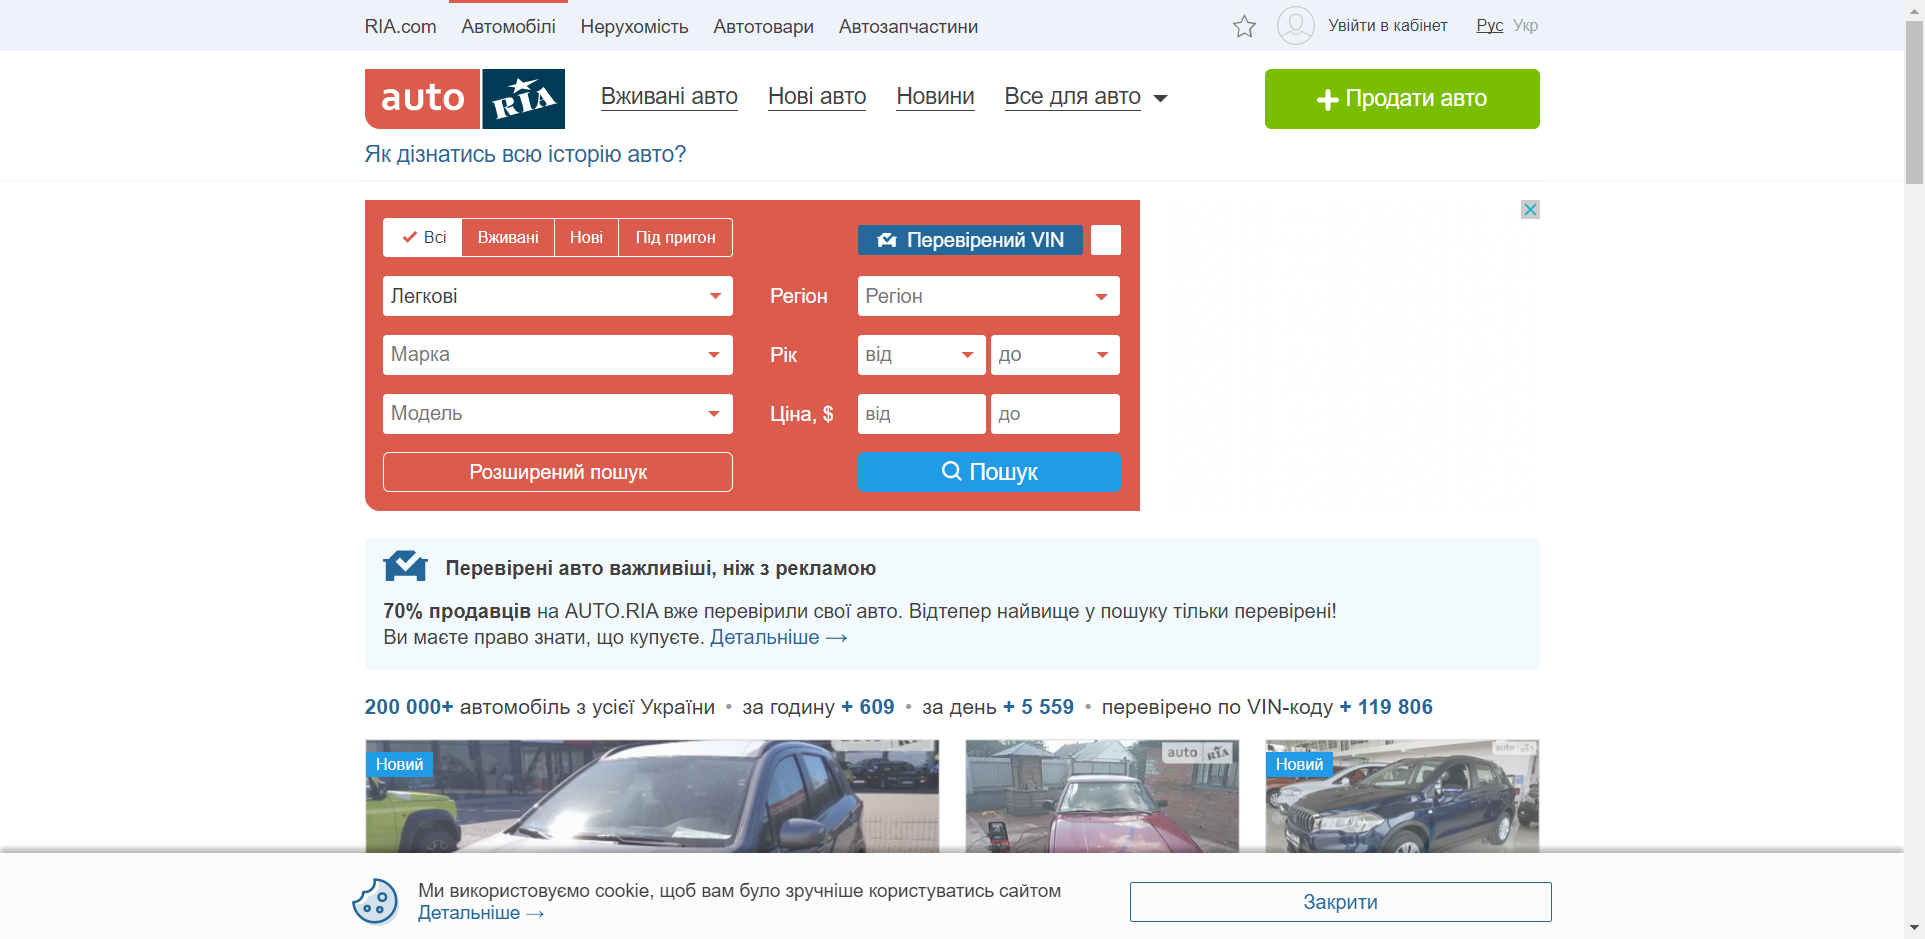 RIA.com Автомобілі Нерухомість Автотовари Автозапчастини Увійти в кабінет Рус Укр
auto RIA Вживані авто Нові авто Новини Все для авто Продати авто
Як дізнатись всю історію авто?
Всі Вживані Нові Під пригон Перевірений VIN
Легкові Регіон Регіон
Марка Рік від до
Модель Ціна, $ від до
Розширений пошук Пошук
Перевірені авто важливіші, ніж з рекламою
70% продавців на AUTO.RIA вже перевірили свої авто. Відтепер найвище у пошуку тільки перевірені!
Ви маєте право знати, що купуєте. Детальніше →
200 000+ автомобіль з усієї України • за годину + 609 • за день + 5 559 • перевірено по VIN-коду + 119 806
Новий auto RIA Новий auto RIA
Ми використовуємо cookie, щоб вам було зручніше користуватись сайтом
Детальніше →
Закрити